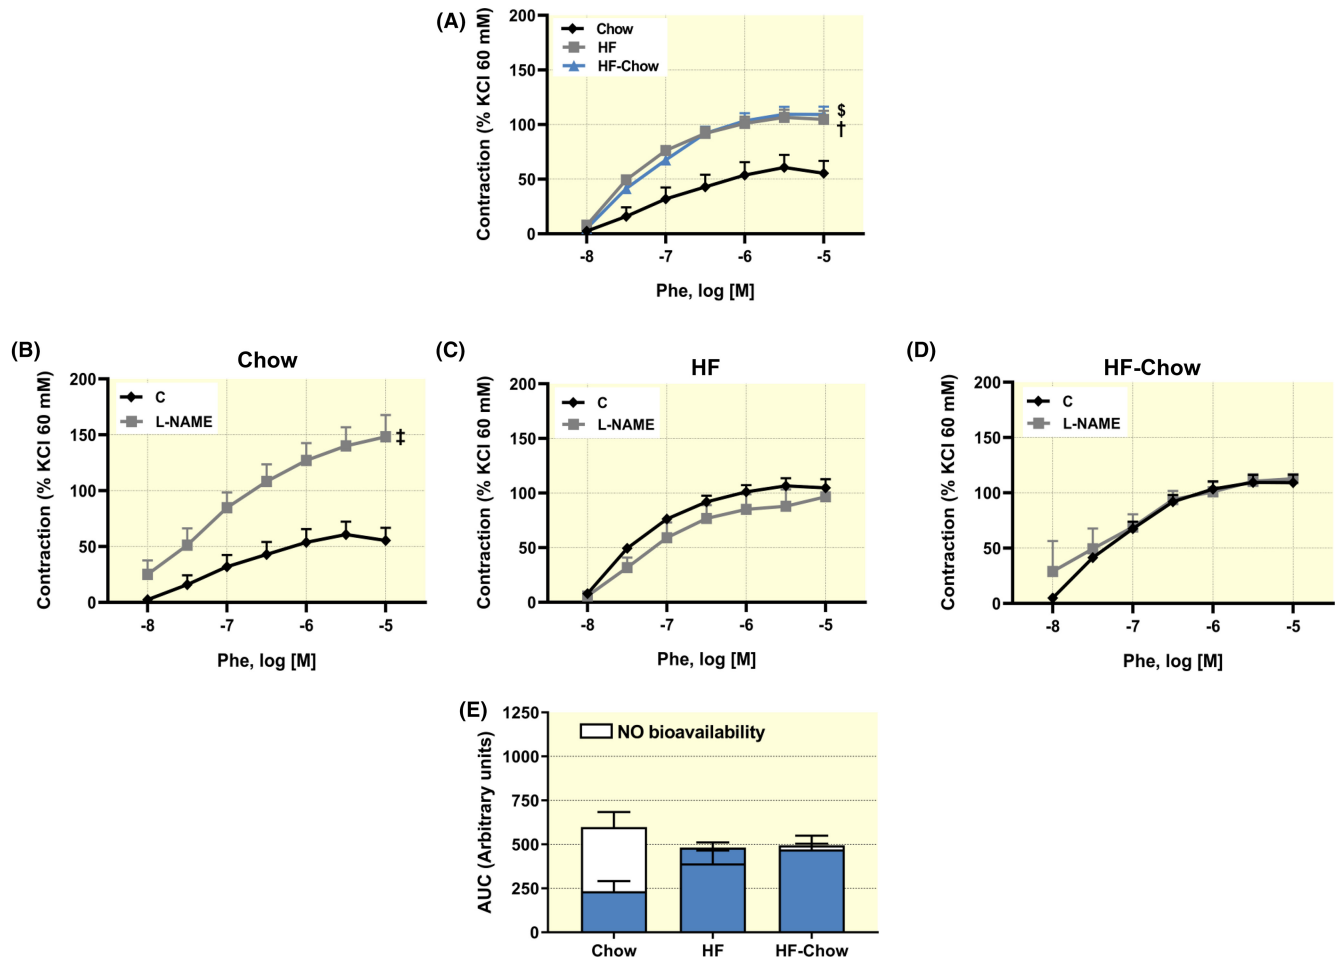 (A)
Contraction (% KCl 60 mM)
200
150
100
50
0
Chow
HF
HF-Chow
$
†
-8 -7 -6 -5
Phe, log [M]
(B)
Chow
Contraction (% KCl 60 mM)
200
150
100
50
0
C
L-NAME
‡
-8 -7 -6 -5
Phe, log [M]
(C)
HF
Contraction (% KCl 60 mM)
200
150
100
50
0
C
L-NAME
-8 -7 -6 -5
Phe, log [M]
(D)
HF-Chow
Contraction (% KCl 60 mM)
200
150
100
50
0
C
L-NAME
-8 -7 -6 -5
Phe, log [M]
(E)
AUC (Arbitrary units)
1250
1000
750
500
250
0
NO bioavailability
Chow HF HF-Chow